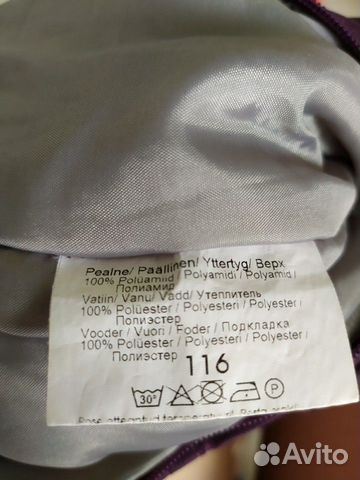 Pealne/ Päällinen/ Yttertyg/ Верх
100% Polüamiid / Polyamidi / Polyamid /
Полиамид
Vatiin/ Vanu/ Vadd/ Утеплитель
100% Polüester/ Polyesteri / Polyester /
Полиэстер
Vooder / Vuori / Foder / Подкладка
100% Polüester/ Polyesteri / Polyester /
Полиэстер
116
30° P
Avito